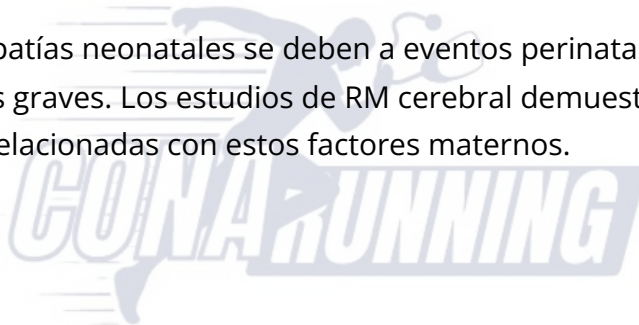 patías neonatales se deben a eventos perinata
s graves. Los estudios de RM cerebral demuest
elacionadas con estos factores maternos.
CONARUNNING